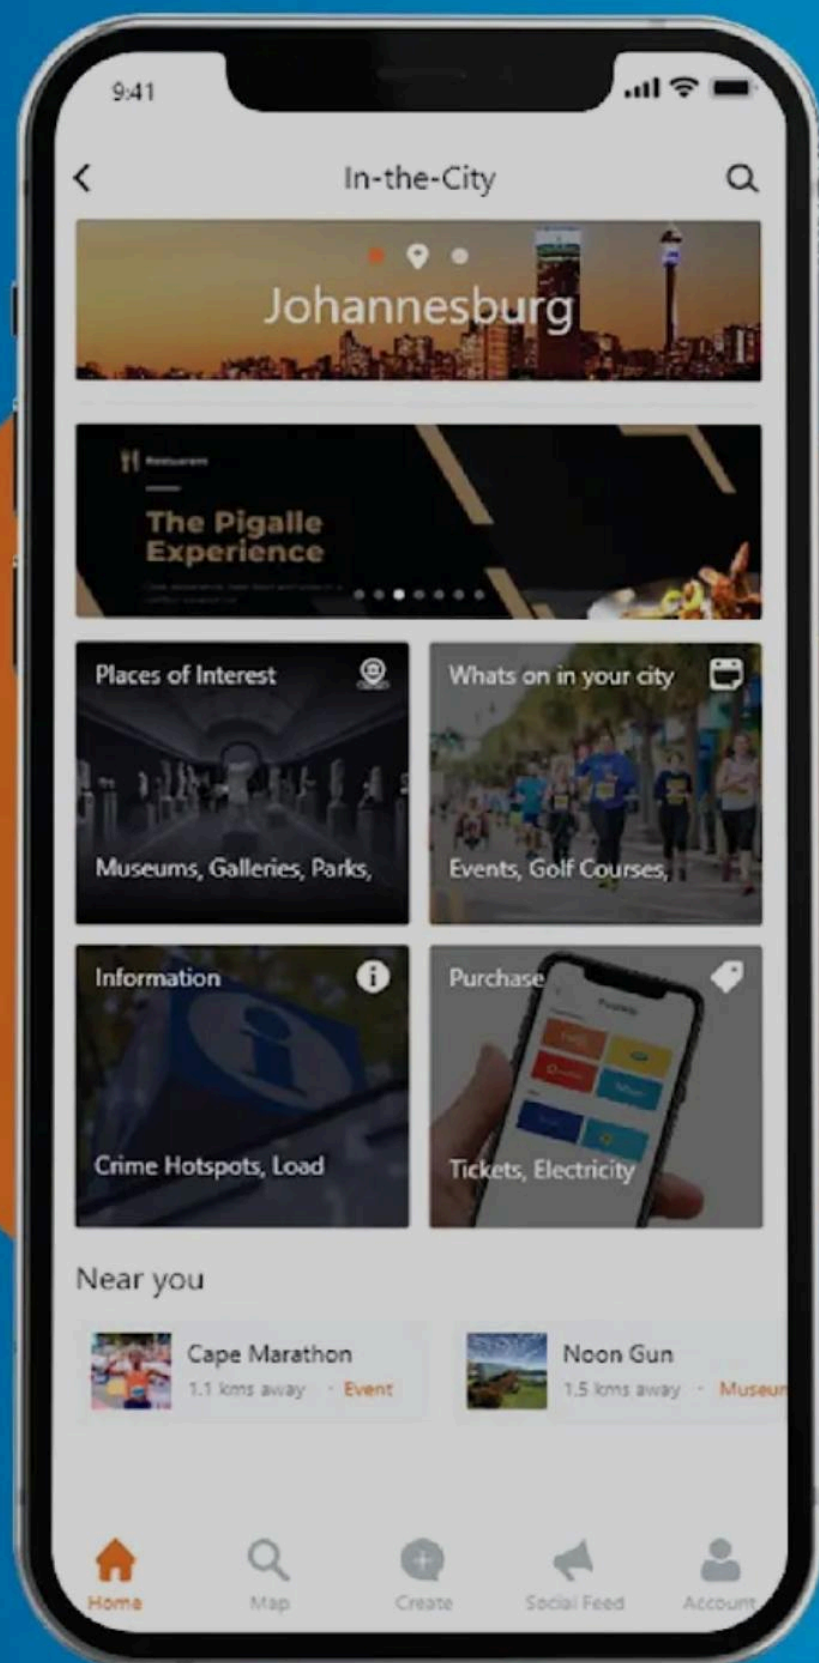 9:41
In-the-City
Johannesburg
Restaurant
The Pigalle
Experience
Places of Interest
Whats on in your city
Museums, Galleries, Parks,
Events, Golf Courses,
Information
Purchase
Crime Hotspots, Load
Tickets, Electricity
Near you
Cape Marathon
1.1 kms away · Event
Noon Gun
1.5 kms away · Museum
Home
Map
Create
Social Feed
Account